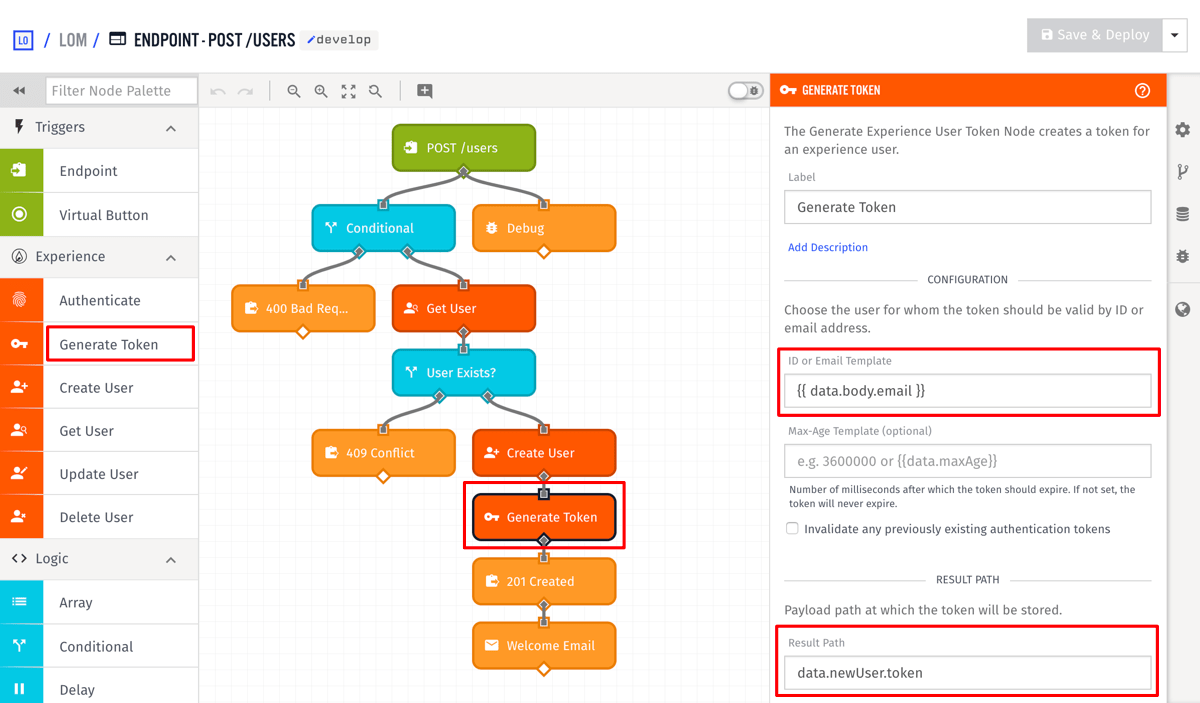 LO / LOM / ENDPOINT - POST /USERS develop
Save & Deploy
Filter Node Palette
Triggers
Endpoint
Virtual Button
Experience
Authenticate
Generate Token
Create User
Get User
Update User
Delete User
Logic
Array
Conditional
Delay
POST /users
Conditional
Debug
400 Bad Req...
Get User
User Exists?
409 Conflict
Create User
Generate Token
201 Created
Welcome Email
GENERATE TOKEN
The Generate Experience User Token Node creates a token for
an experience user.
Label
Generate Token
Add Description
CONFIGURATION
Choose the user for whom the token should be valid by ID or
email address.
ID or Email Template
{{ data.body.email }}
Max-Age Template (optional)
e.g. 3600000 or {{data.maxAge}}
Number of milliseconds after which the token should expire. If not set, the
token will never expire.
Invalidate any previously existing authentication tokens
RESULT PATH
Payload path at which the token will be stored.
Result Path
data.newUser.token